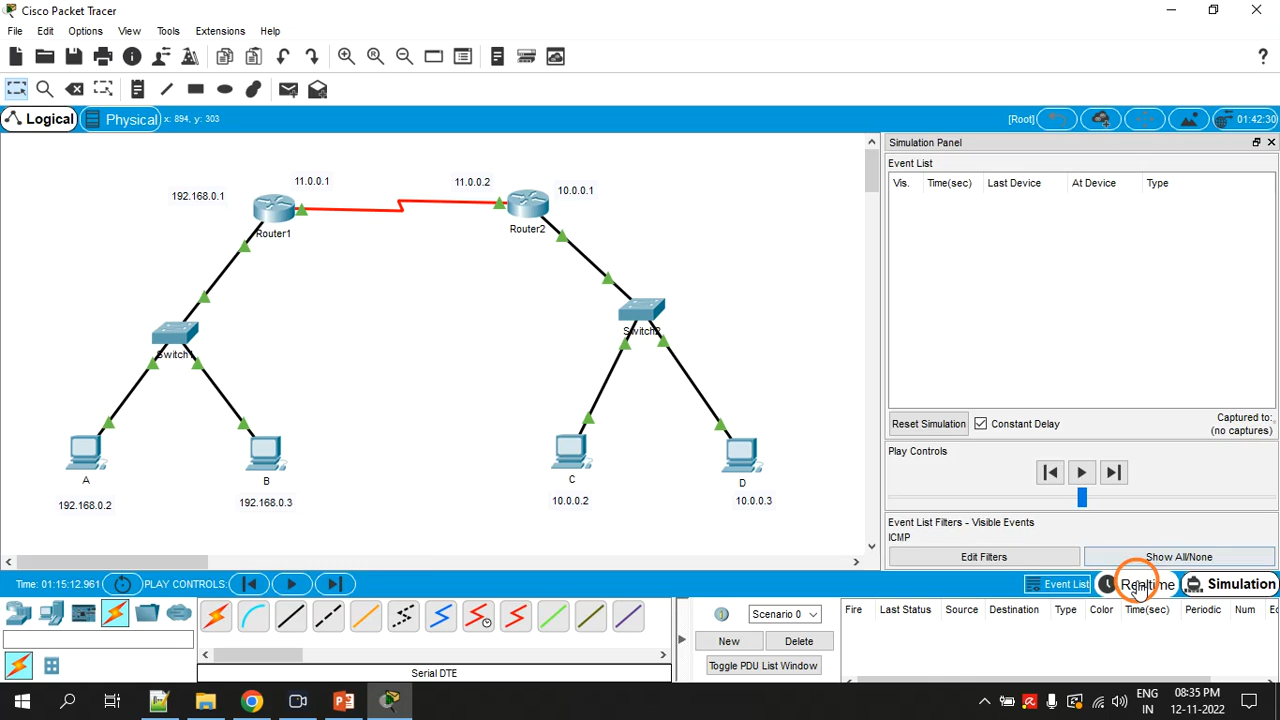 Cisco Packet Tracer
File Edit Options View Tools Extensions Help
Logical Physical x: 894, y: 303 [Root] 01:42:30
Simulation Panel
Event List
Vis. Time(sec) Last Device At Device Type
192.168.0.1
11.0.0.1
11.0.0.2
10.0.0.1
Router1
Router2
Switch1
Switch2
A
B
C
D
192.168.0.2
192.168.0.3
10.0.0.2
10.0.0.3
Reset Simulation Constant Delay Captured to:
(no captures)
Play Controls
Event List Filters - Visible Events
ICMP
Edit Filters Show All/None
Time: 01:15:12.961 PLAY CONTROLS: Event List Realtime Simulation
Scenario 0
New Delete
Toggle PDU List Window
Fire Last Status Source Destination Type Color Time(sec) Periodic Num
Serial DTE
ENG
IN
08:35 PM
12-11-2022